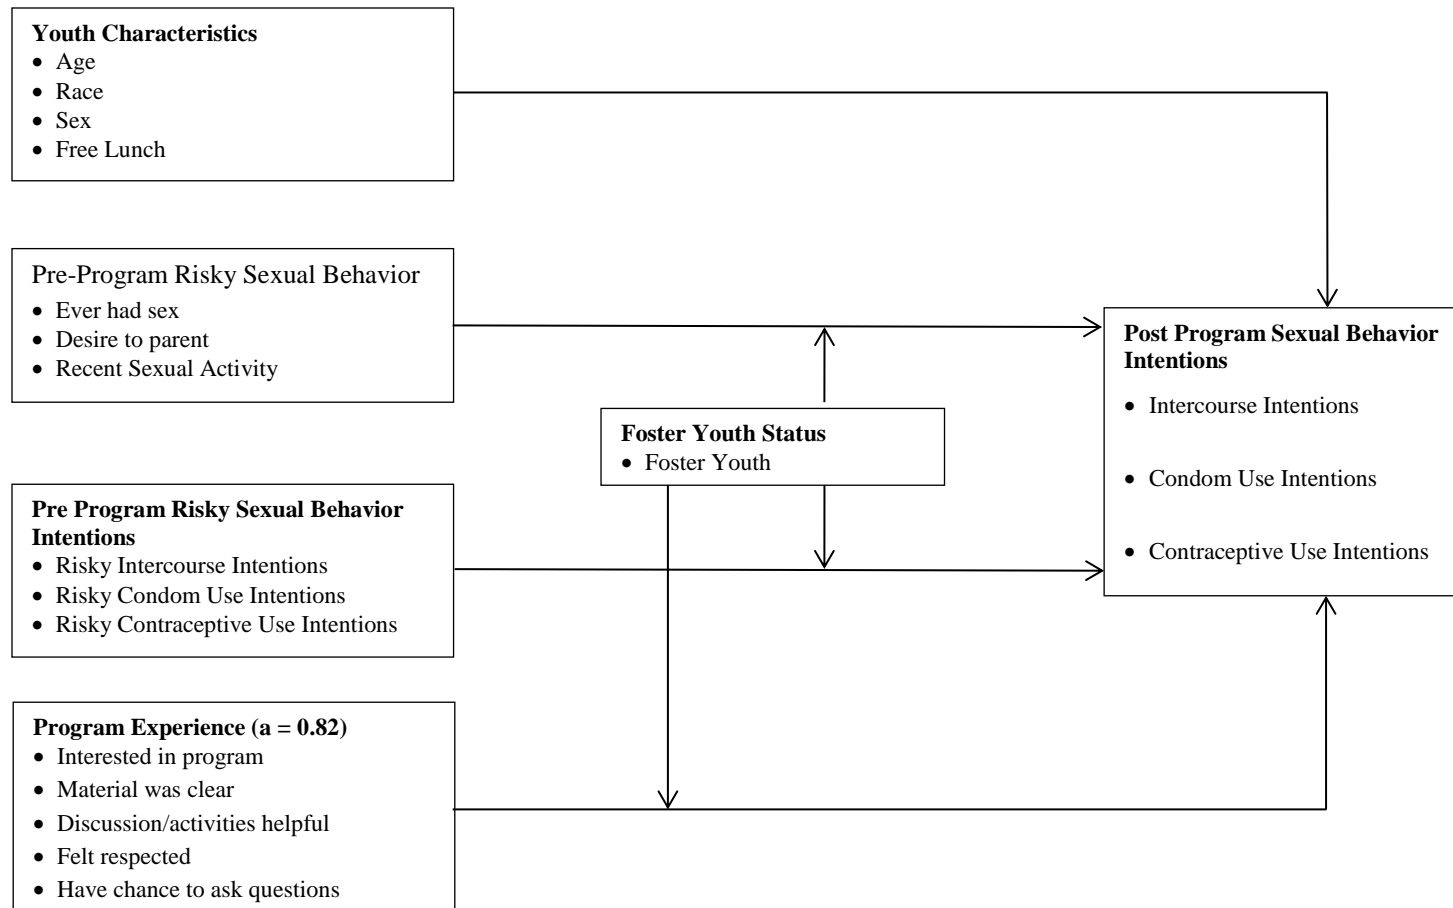 Youth Characteristics
• Age
• Race
• Sex
• Free Lunch
Pre-Program Risky Sexual Behavior
• Ever had sex
• Desire to parent
• Recent Sexual Activity
Foster Youth Status
• Foster Youth
Pre Program Risky Sexual Behavior
Intentions
• Risky Intercourse Intentions
• Risky Condom Use Intentions
• Risky Contraceptive Use Intentions
Program Experience (a = 0.82)
• Interested in program
• Material was clear
• Discussion/activities helpful
• Felt respected
• Have chance to ask questions
Post Program Sexual Behavior
Intentions
• Intercourse Intentions
• Condom Use Intentions
• Contraceptive Use Intentions